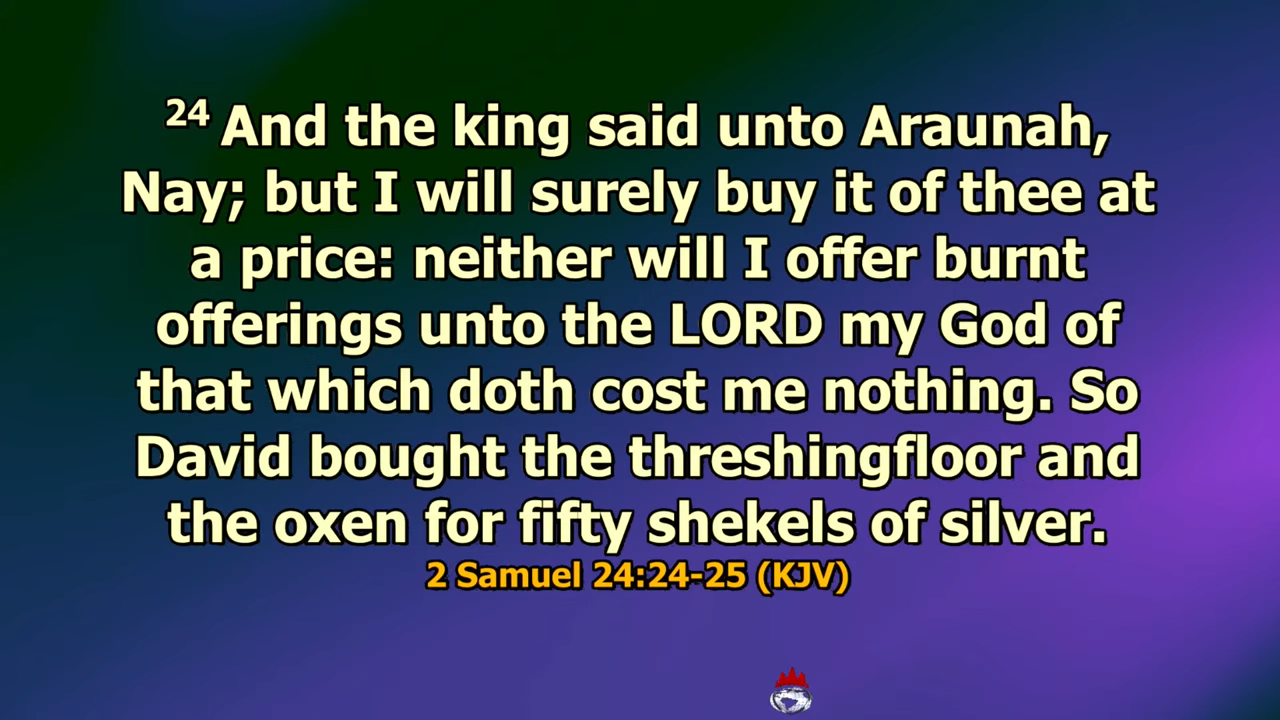 24 And the king said unto Araunah,
Nay; but I will surely buy it of thee at
a price: neither will I offer burnt
offerings unto the LORD my God of
that which doth cost me nothing. So
David bought the threshingfloor and
the oxen for fifty shekels of silver.
2 Samuel 24:24-25 (KJV)